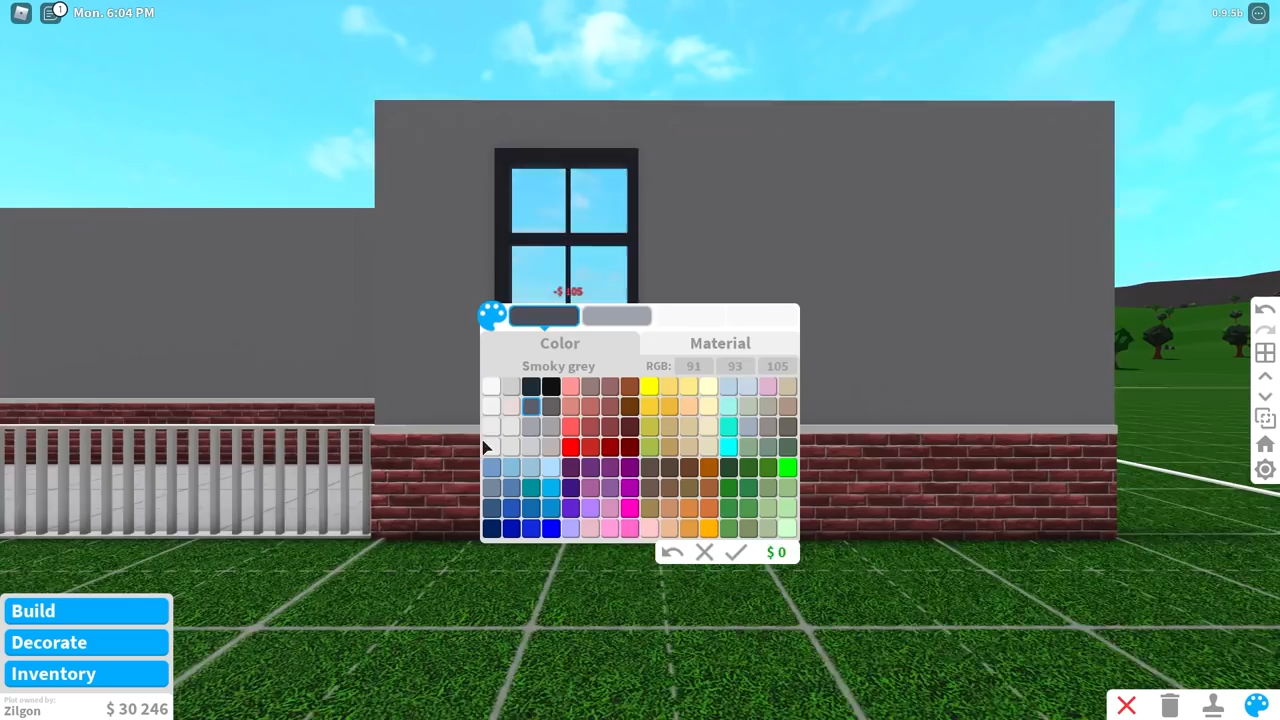 1 Mon. 6:04 PM
0.9.5b
Color Material
Smoky grey RGB: 91 93 105
$ 0
Build
Decorate
Inventory
Plot owned by:
Zilgon $ 30 246